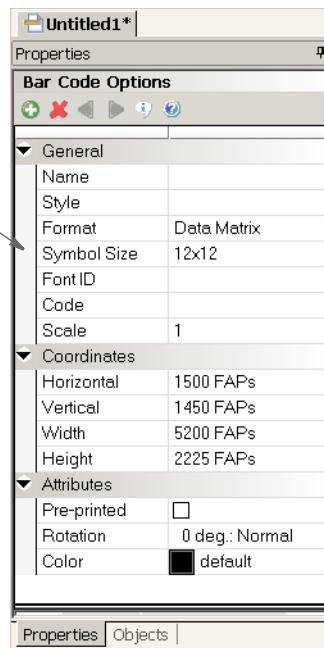 Untitled1*
Properties
Bar Code Options
General
Name
Style
Format Data Matrix
Symbol Size 12x12
Font ID
Code
Scale 1
Coordinates
Horizontal 1500 FAPs
Vertical 1450 FAPs
Width 5200 FAPs
Height 2225 FAPs
Attributes
Pre-printed
Rotation 0 deg.: Normal
Color default
Properties Objects